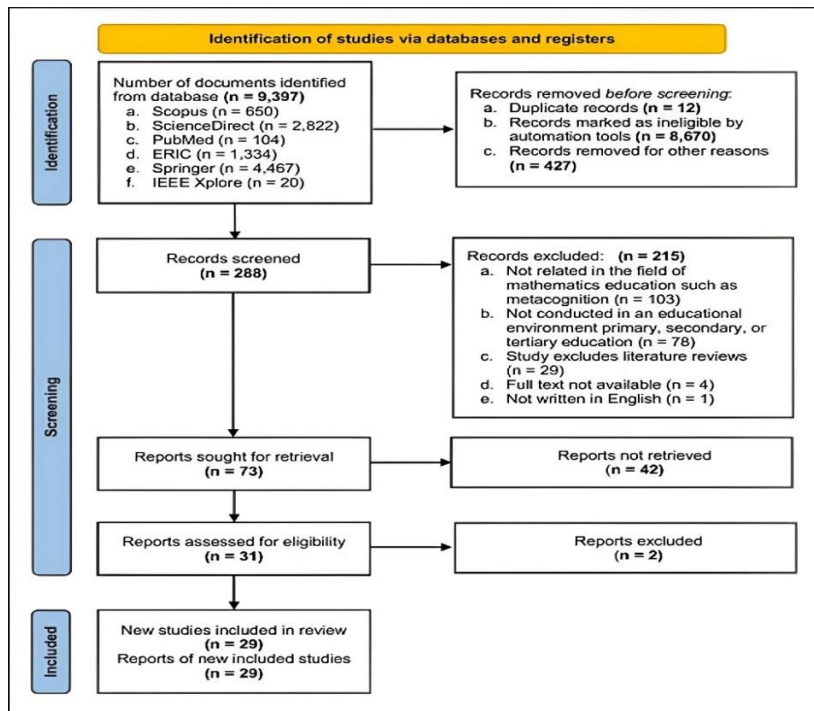 Identification of studies via databases and registers
Identification
Number of documents identified
from database (n = 9,397)
a. Scopus (n = 650)
b. ScienceDirect (n = 2,822)
c. PubMed (n = 104)
d. ERIC (n = 1,334)
e. Springer (n = 4,467)
f. IEEE Xplore (n = 20)
Records removed before screening:
a. Duplicate records (n = 12)
b. Records marked as ineligible by
automation tools (n = 8,670)
c. Records removed for other reasons
(n = 427)
Screening
Records screened
(n = 288)
Records excluded: (n = 215)
a. Not related in the field of
mathematics education such as
metacognition (n = 103)
b. Not conducted in an educational
environment primary, secondary, or
tertiary education (n = 78)
c. Study excludes literature reviews
(n = 29)
d. Full text not available (n = 4)
e. Not written in English (n = 1)
Reports sought for retrieval
(n = 73)
Reports not retrieved
(n = 42)
Reports assessed for eligibility
(n = 31)
Reports excluded
(n = 2)
Included
New studies included in review
(n = 29)
Reports of new included studies
(n = 29)